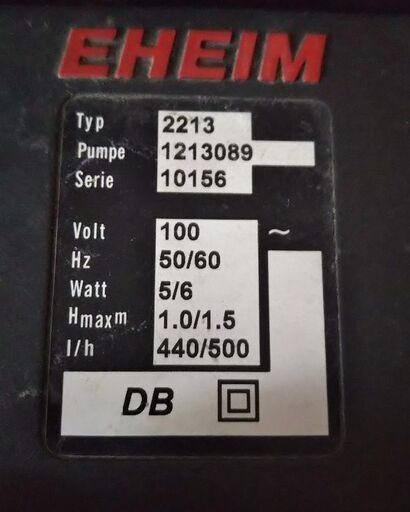 EHEIM
Typ 2213
Pumpe 1213089
Serie 10156
Volt 100 ~
Hz 50/60
Watt 5/6
Hmax m 1.0/1.5
l/h 440/500
DB